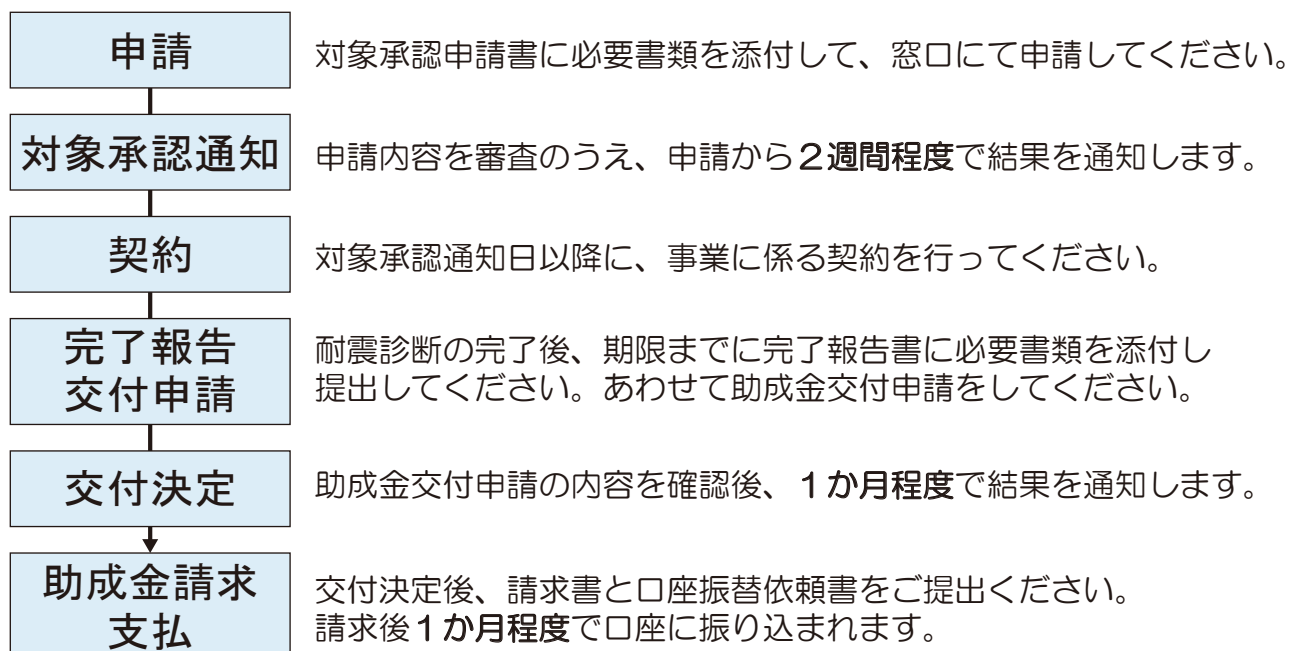 申請
対象承認申請書に必要書類を添付して、窓口にて申請してください。
対象承認通知
申請内容を審査のうえ、申請から２週間程度で結果を通知します。
契約
対象承認通知日以降に、事業に係る契約を行ってください。
完了報告
交付申請
耐震診断の完了後、期限までに完了報告書に必要書類を添付し
提出してください。あわせて助成金交付申請をしてください。
交付決定
助成金交付申請の内容を確認後、１か月程度で結果を通知します。
助成金請求
支払
交付決定後、請求書と口座振替依頼書をご提出ください。
請求後１か月程度で口座に振り込まれます。